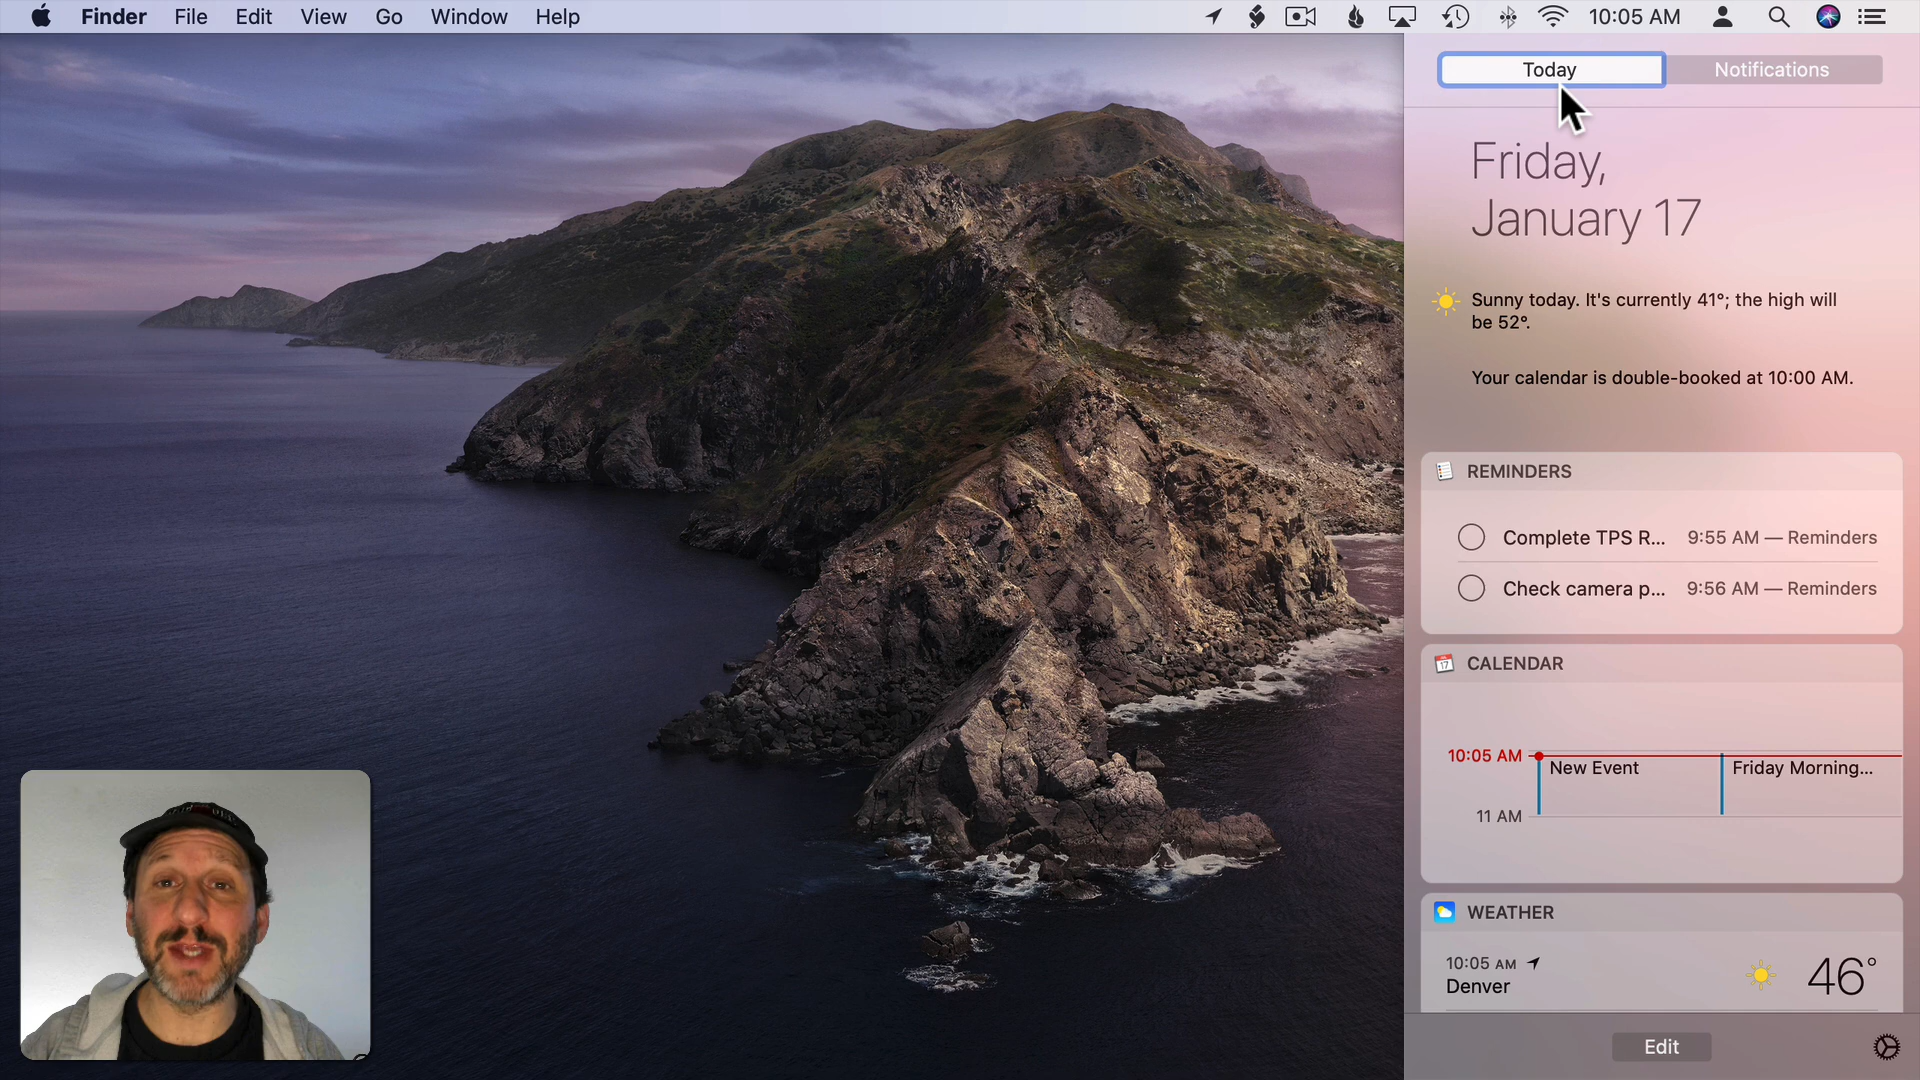 Finder File Edit View Go Window Help 10:05 AM
Today Notifications
Friday,
January 17
Sunny today. It's currently 41°; the high will
be 52°.
Your calendar is double-booked at 10:00 AM.
REMINDERS
Complete TPS R... 9:55 AM — Reminders
Check camera p... 9:56 AM — Reminders
17 CALENDAR
10:05 AM New Event Friday Morning...
11 AM
WEATHER
10:05 AM
Denver 46°
Edit